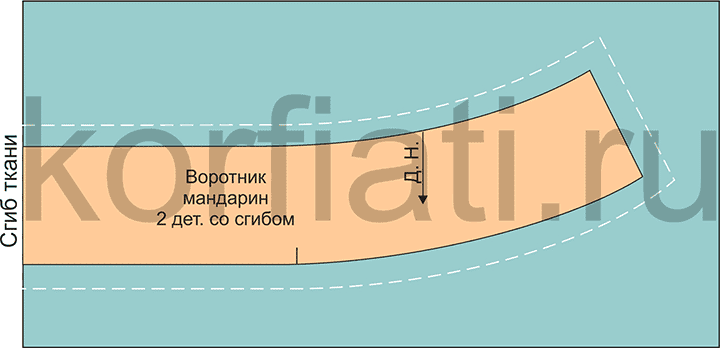 Сгиб ткани
Воротник
мандарин
2 дет. со сгибом
Д. Н.
korfiati.ru